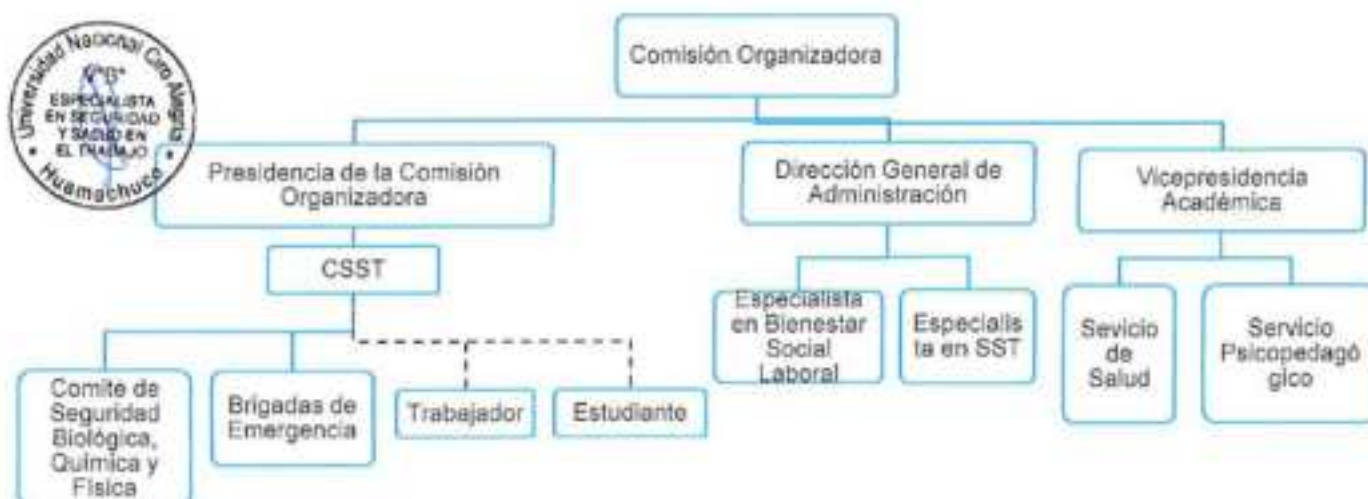 Comisión Organizadora
Universidad Nacional Ciro Alegría
V°B°
ESPECIALISTA
EN SEGURIDAD
Y SALUD EN
EL TRABAJO
Huamachuco
Presidencia de la Comisión
Organizadora
Dirección General de
Administración
Vicepresidencia
Académica
CSST
Especialista
en Bienestar
Social
Laboral
Especialis
ta en SST
Sevicio
de
Salud
Servicio
Psicopedagó
gico
Comite de
Seguridad
Biológica,
Química y
Física
Brigadas de
Emergencia
Trabajador
Estudiante